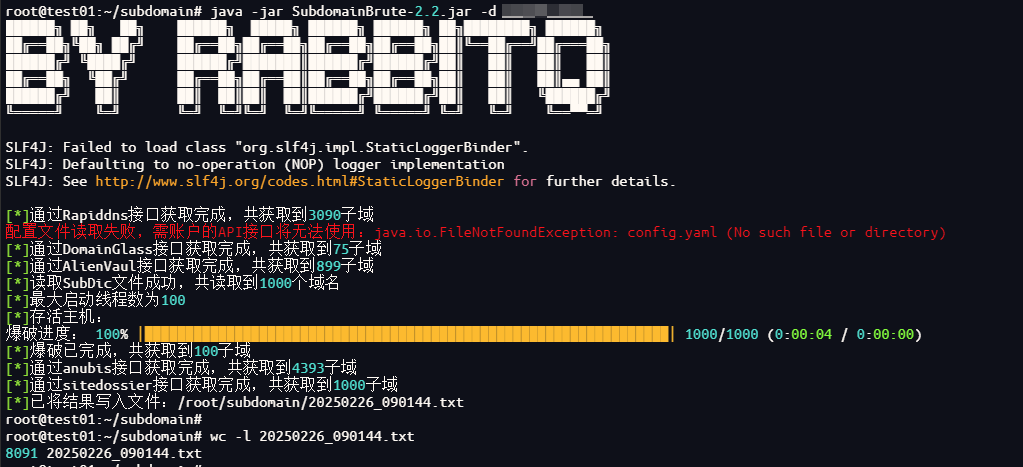 root@test01:~/subdomain# java -jar SubdomainBrute-2.2.jar -d
BY RABBITQ
SLF4J: Failed to load class "org.slf4j.impl.StaticLoggerBinder".
SLF4J: Defaulting to no-operation (NOP) logger implementation
SLF4J: See http://www.slf4j.org/codes.html#StaticLoggerBinder for further details.
[*]通过Rapiddns接口获取完成，共获取到3090子域
配置文件读取失败，需账户的API接口将无法使用：java.io.FileNotFoundException: config.yaml (No such file or directory)
[*]通过DomainGlass接口获取完成，共获取到75子域
[*]通过AlienVaul接口获取完成，共获取到899子域
[*]读取SubDic文件成功，共读取到1000个域名
[*]最大启动线程数为100
[*]存活主机：
爆破进度： 100% | | 1000/1000 (0:00:04 / 0:00:00)
[*]爆破已完成，共获取到100子域
[*]通过anubis接口获取完成，共获取到4393子域
[*]通过sitedossier接口获取完成，共获取到1000子域
[*]已将结果写入文件：/root/subdomain/20250226_090144.txt
root@test01:~/subdomain#
root@test01:~/subdomain# wc -l 20250226_090144.txt
8091 20250226_090144.txt